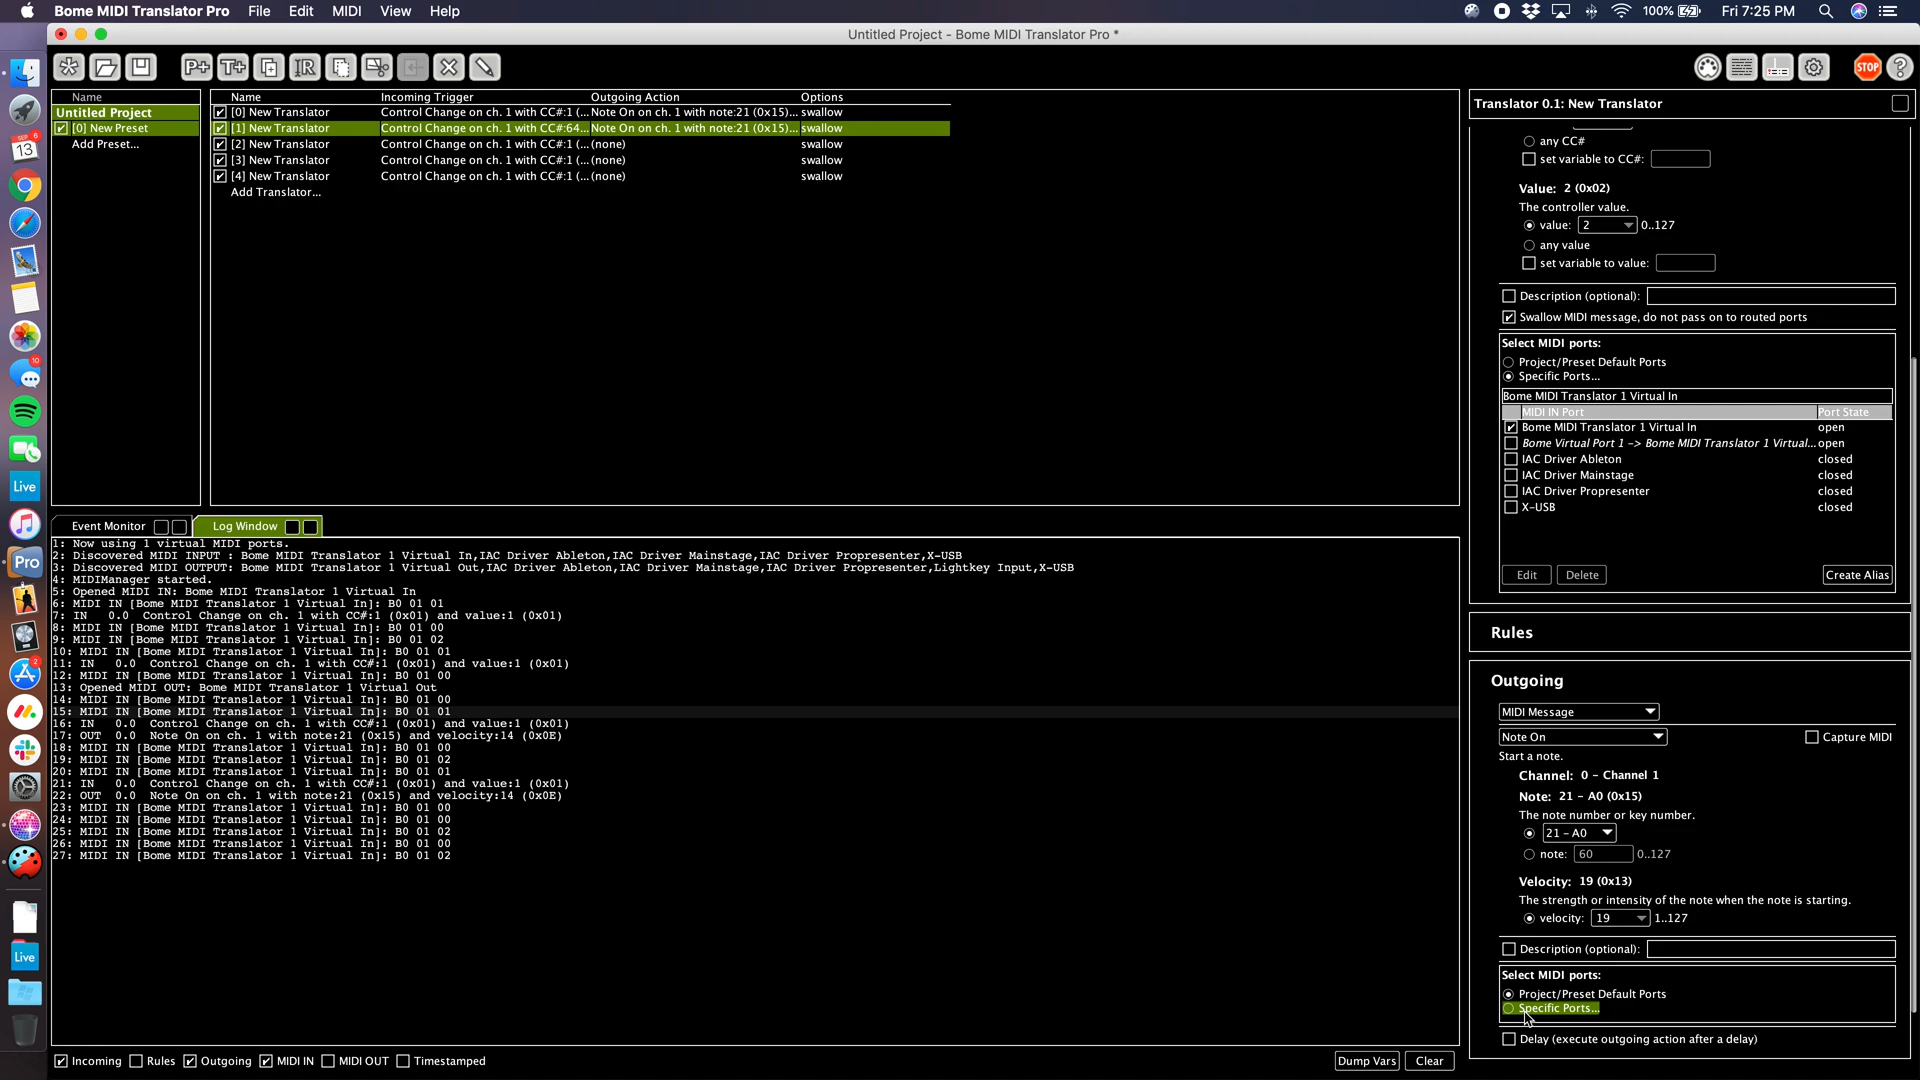 Bome MIDI Translator Pro File Edit MIDI View Help
100% Fri 7:25 PM
Untitled Project - Bome MIDI Translator Pro *
P+ T+ R STOP ?
Name
Untitled Project
[0] New Preset
Add Preset...
Name Incoming Trigger Outgoing Action Options
[0] New Translator Control Change on ch. 1 with CC#:1 (... Note On on ch. 1 with note:21 (0x15)... swallow
[1] New Translator Control Change on ch. 1 with CC#:64... Note On on ch. 1 with note:21 (0x15)... swallow
[2] New Translator Control Change on ch. 1 with CC#:1 (... (none) swallow
[3] New Translator Control Change on ch. 1 with CC#:1 (... (none) swallow
[4] New Translator Control Change on ch. 1 with CC#:1 (... (none) swallow
Add Translator...
Event Monitor Log Window
1: Now using 1 virtual MIDI ports.
2: Discovered MIDI INPUT : Bome MIDI Translator 1 Virtual In,IAC Driver Ableton,IAC Driver Mainstage,IAC Driver Propresenter,X-USB
3: Discovered MIDI OUTPUT: Bome MIDI Translator 1 Virtual Out,IAC Driver Ableton,IAC Driver Mainstage,IAC Driver Propresenter,Lightkey Input,X-USB
4: MIDIManager started.
5: Opened MIDI IN: Bome MIDI Translator 1 Virtual In
6: MIDI IN [Bome MIDI Translator 1 Virtual In]: B0 01 01
7: IN 0.0 Control Change on ch. 1 with CC#:1 (0x01) and value:1 (0x01)
8: MIDI IN [Bome MIDI Translator 1 Virtual In]: B0 01 00
9: MIDI IN [Bome MIDI Translator 1 Virtual In]: B0 01 02
10: MIDI IN [Bome MIDI Translator 1 Virtual In]: B0 01 01
11: IN 0.0 Control Change on ch. 1 with CC#:1 (0x01) and value:1 (0x01)
12: MIDI IN [Bome MIDI Translator 1 Virtual In]: B0 01 00
13: Opened MIDI OUT: Bome MIDI Translator 1 Virtual Out
14: MIDI IN [Bome MIDI Translator 1 Virtual In]: B0 01 00
15: MIDI IN [Bome MIDI Translator 1 Virtual In]: B0 01 01
16: IN 0.0 Control Change on ch. 1 with CC#:1 (0x01) and value:1 (0x01)
17: OUT 0.0 Note On on ch. 1 with note:21 (0x15) and velocity:14 (0x0E)
18: MIDI IN [Bome MIDI Translator 1 Virtual In]: B0 01 00
19: MIDI IN [Bome MIDI Translator 1 Virtual In]: B0 01 02
20: MIDI IN [Bome MIDI Translator 1 Virtual In]: B0 01 01
21: IN 0.0 Control Change on ch. 1 with CC#:1 (0x01) and value:1 (0x01)
22: OUT 0.0 Note On on ch. 1 with note:21 (0x15) and velocity:14 (0x0E)
23: MIDI IN [Bome MIDI Translator 1 Virtual In]: B0 01 00
24: MIDI IN [Bome MIDI Translator 1 Virtual In]: B0 01 00
25: MIDI IN [Bome MIDI Translator 1 Virtual In]: B0 01 02
26: MIDI IN [Bome MIDI Translator 1 Virtual In]: B0 01 00
27: MIDI IN [Bome MIDI Translator 1 Virtual In]: B0 01 02
Incoming Rules Outgoing MIDI IN MIDI OUT Timestamped Dump Vars Clear
Translator 0.1: New Translator
any CC#
set variable to CC#:
Value: 2 (0x02)
The controller value.
value: 2 0..127
any value
set variable to value:
Description (optional):
Swallow MIDI message, do not pass on to routed ports
Select MIDI ports:
Project/Preset Default Ports
Specific Ports...
Bome MIDI Translator 1 Virtual In
MIDI IN Port Port State
Bome MIDI Translator 1 Virtual In open
Bome Virtual Port 1 -> Bome MIDI Translator 1 Virtual... open
IAC Driver Ableton closed
IAC Driver Mainstage closed
IAC Driver Propresenter closed
X-USB closed
Edit Delete Create Alias
Rules
Outgoing
MIDI Message
Note On Capture MIDI
Start a note.
Channel: 0 - Channel 1
Note: 21 - A0 (0x15)
The note number or key number.
21 - A0
note: 60 0..127
Velocity: 19 (0x13)
The strength or intensity of the note when the note is starting.
velocity: 19 1..127
Description (optional):
Select MIDI ports:
Project/Preset Default Ports
Specific Ports...
Delay (execute outgoing action after a delay)
SEP
6
13
10
Live
Pro
2
Live